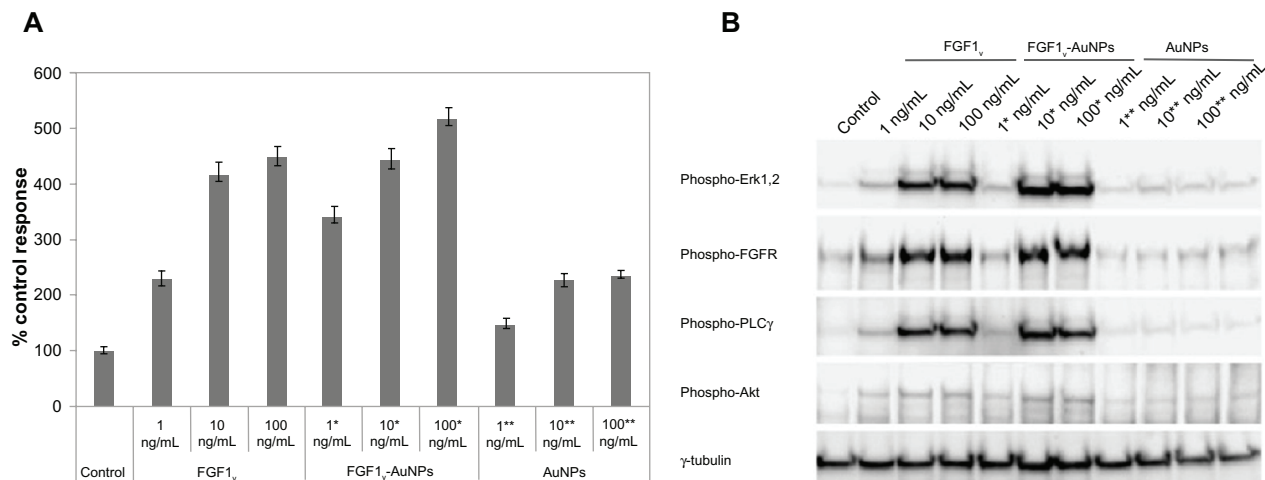 A
% control response
600
500
400
300
200
100
0
1 ng/mL
10 ng/mL
100 ng/mL
1* ng/mL
10* ng/mL
100* ng/mL
1** ng/mL
10** ng/mL
100** ng/mL
Control
FGF1v
FGF1v-AuNPs
AuNPs
B
FGF1v
FGF1v-AuNPs
AuNPs
Control
1 ng/mL
10 ng/mL
100 ng/mL
1* ng/mL
10* ng/mL
100* ng/mL
1** ng/mL
10** ng/mL
100** ng/mL
Phospho-Erk1,2
Phospho-FGFR
Phospho-PLCγ
Phospho-Akt
γ-tubulin